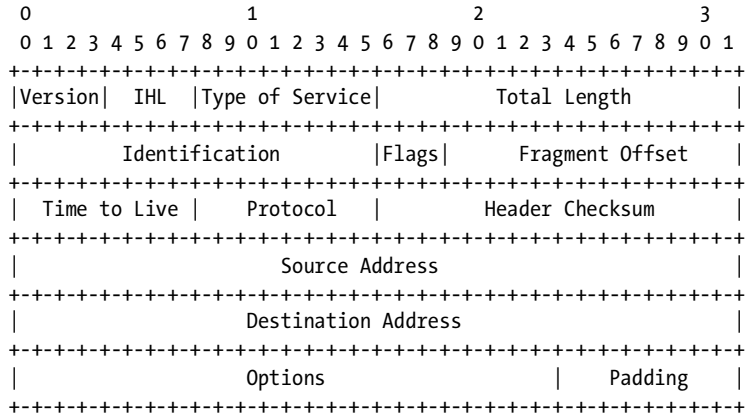 0                   1                   2                   3
 0 1 2 3 4 5 6 7 8 9 0 1 2 3 4 5 6 7 8 9 0 1 2 3 4 5 6 7 8 9 0 1
+-+-+-+-+-+-+-+-+-+-+-+-+-+-+-+-+-+-+-+-+-+-+-+-+-+-+-+-+-+-+-+-+
|Version|  IHL  |Type of Service|          Total Length         |
+-+-+-+-+-+-+-+-+-+-+-+-+-+-+-+-+-+-+-+-+-+-+-+-+-+-+-+-+-+-+-+-+
|         Identification        |Flags|      Fragment Offset    |
+-+-+-+-+-+-+-+-+-+-+-+-+-+-+-+-+-+-+-+-+-+-+-+-+-+-+-+-+-+-+-+-+
|  Time to Live |    Protocol   |         Header Checksum       |
+-+-+-+-+-+-+-+-+-+-+-+-+-+-+-+-+-+-+-+-+-+-+-+-+-+-+-+-+-+-+-+-+
|                       Source Address                          |
+-+-+-+-+-+-+-+-+-+-+-+-+-+-+-+-+-+-+-+-+-+-+-+-+-+-+-+-+-+-+-+-+
|                    Destination Address                        |
+-+-+-+-+-+-+-+-+-+-+-+-+-+-+-+-+-+-+-+-+-+-+-+-+-+-+-+-+-+-+-+-+
|                    Options                    |    Padding    |
+-+-+-+-+-+-+-+-+-+-+-+-+-+-+-+-+-+-+-+-+-+-+-+-+-+-+-+-+-+-+-+-+